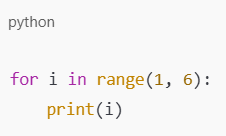 python
for i in range(1, 6):
    print(i)